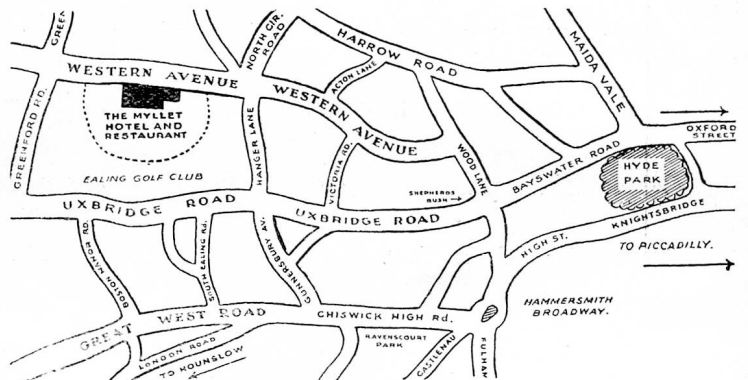 GREEN
NORTH CIR.
ROAD
HARROW ROAD
MAIDA VALE
WESTERN AVENUE
ACTON LANE
WESTERN AVENUE
OXFORD
STREET
GREENFORD RD.
THE MYLLET
HOTEL AND
RESTAURANT
HANGER LANE
VICTORIA RD.
WOOD LANE
BAYSWATER ROAD
HYDE
PARK
EALING GOLF CLUB
SHEPHERDS
BUSH
UXBRIDGE ROAD
UXBRIDGE ROAD
KNIGHTSBRIDGE
HIGH ST.
TO PICCADILLY.
BOSTON MANOR RD.
SOUTH EALING Rd.
GUNNERSBURY AV.
HAMMERSMITH
BROADWAY.
GREAT WEST ROAD
CHISWICK HIGH Rd.
LONDON ROAD
TO HOUNSLOW
RAVENSCOURT
PARK
CASTLENAU
FULHAM